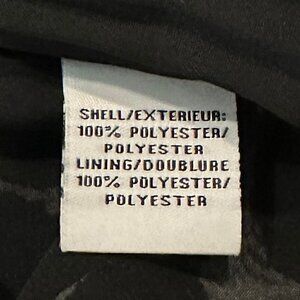 SHELL/EXTERIEUR:
100% POLYESTER/
POLYESTER
LINING/DOUBLURE
100% POLYESTER/
POLYESTER